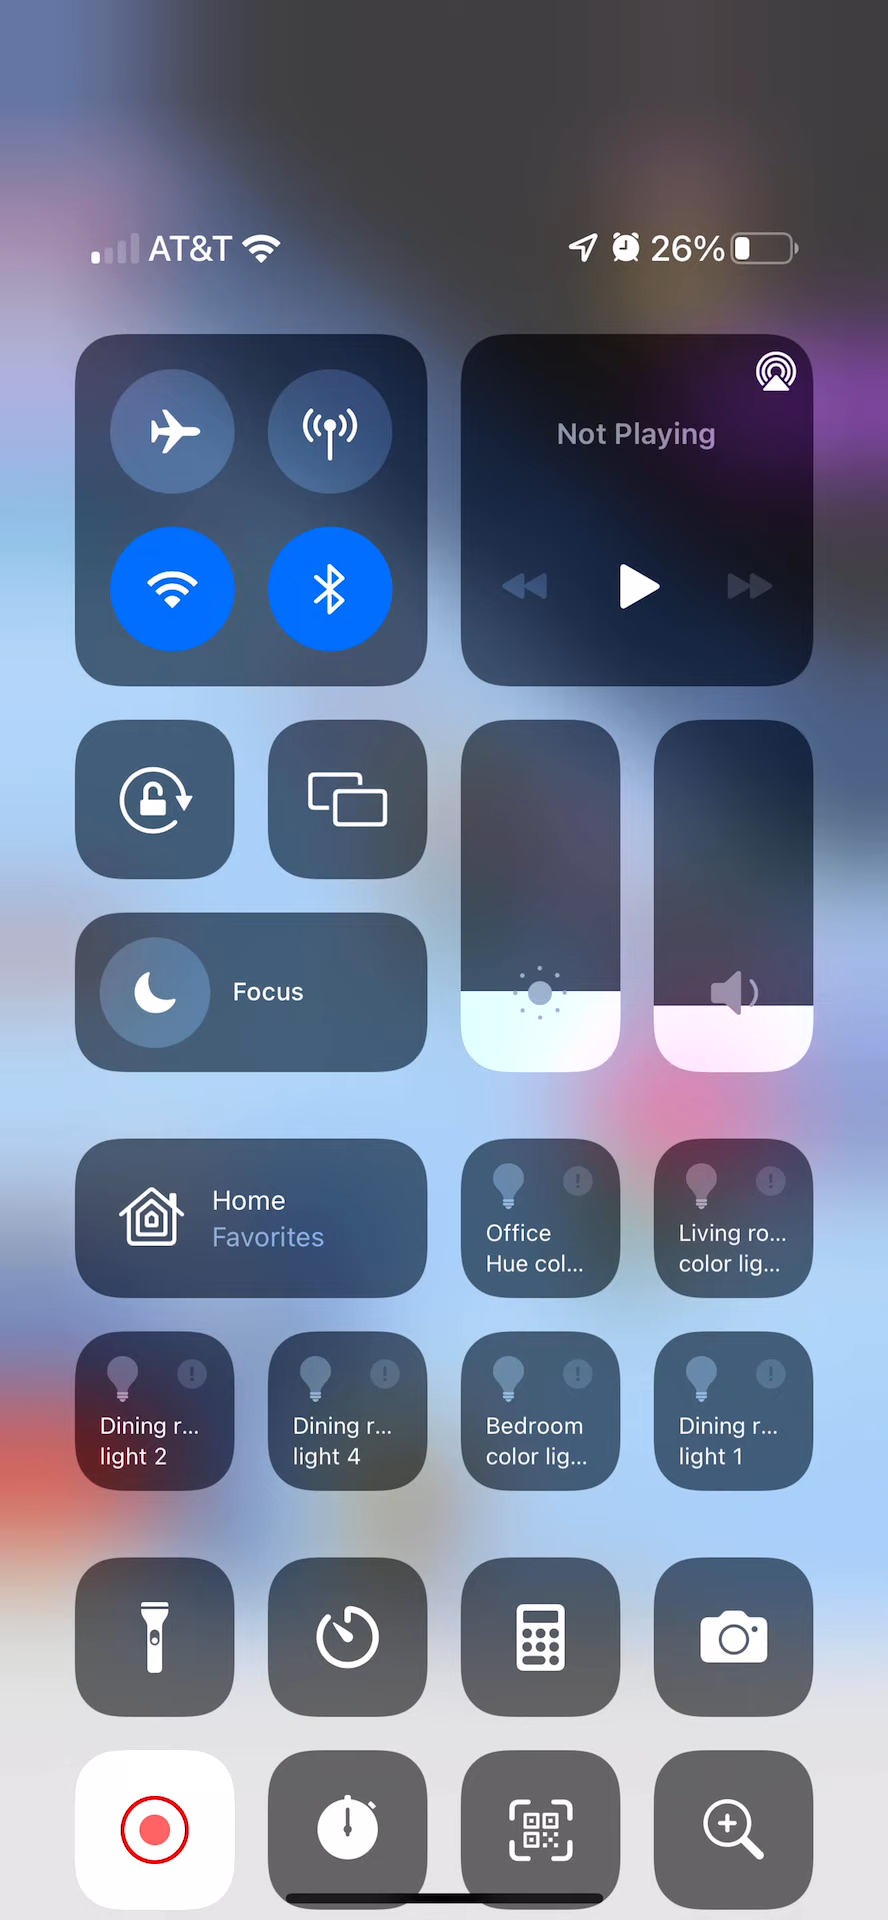 AT&T 26%
Not Playing
Focus
Home
Favorites
Office
Hue col...
Living ro...
color lig...
Dining r...
light 2
Dining r...
light 4
Bedroom
color lig...
Dining r...
light 1